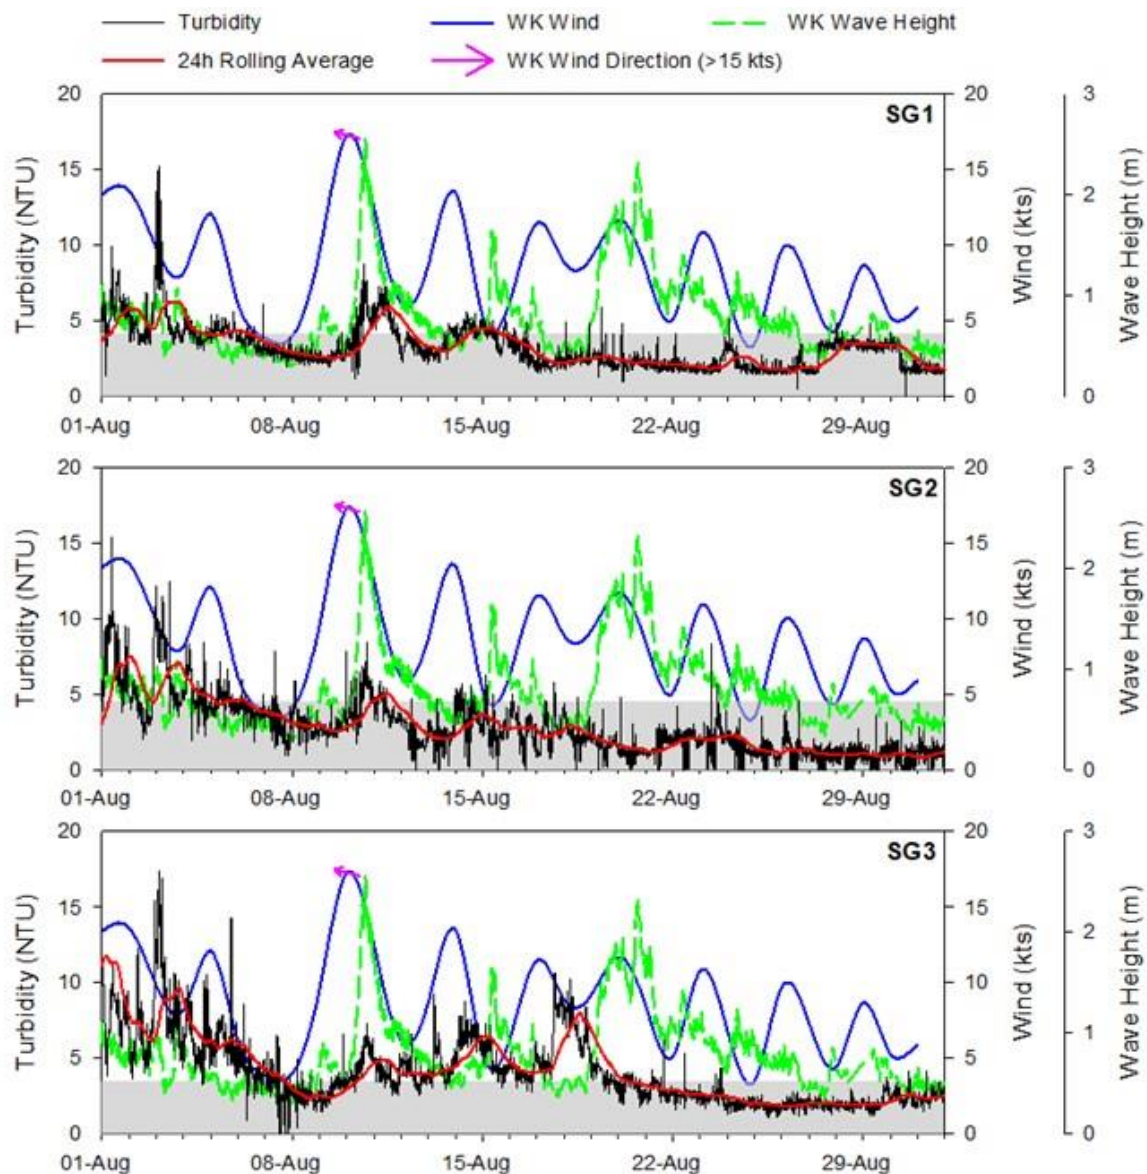 Turbidity WK Wind WK Wave Height
24h Rolling Average WK Wind Direction (>15 kts)
20 20 3
SG1
15 15
2
10 10
1
5 5
0 0 0
Turbidity (NTU) Wind (kts) Wave Height (m)
01-Aug 08-Aug 15-Aug 22-Aug 29-Aug
20 20 3
SG2
15 15
2
10 10
1
5 5
0 0 0
Turbidity (NTU) Wind (kts) Wave Height (m)
01-Aug 08-Aug 15-Aug 22-Aug 29-Aug
20 20 3
SG3
15 15
2
10 10
1
5 5
0 0 0
Turbidity (NTU) Wind (kts) Wave Height (m)
01-Aug 08-Aug 15-Aug 22-Aug 29-Aug